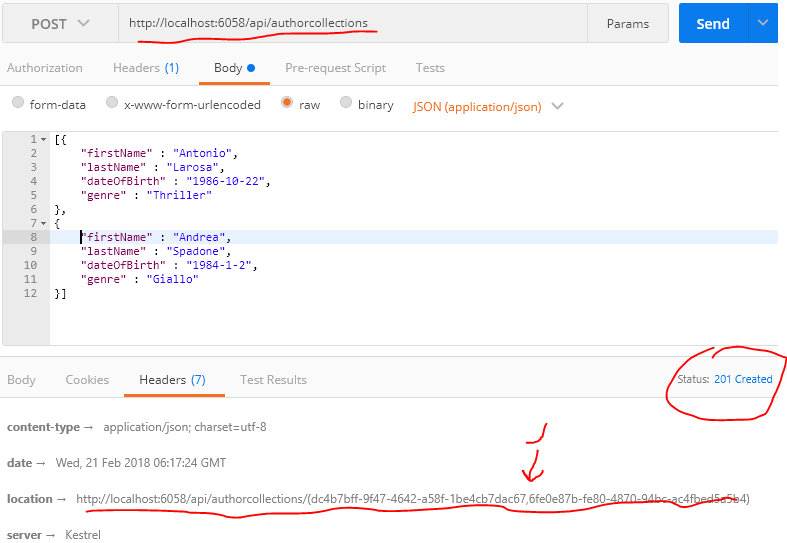 POST http://localhost:6058/api/authorcollections Params Send
Authorization Headers (1) Body Pre-request Script Tests
form-data x-www-form-urlencoded raw binary JSON (application/json)
1 [{
2 "firstName" : "Antonio",
3 "lastName" : "Larosa",
4 "dateOfBirth" : "1986-10-22",
5 "genre" : "Thriller"
6 },
7 {
8 "firstName" : "Andrea",
9 "lastName" : "Spadone",
10 "dateOfBirth" : "1984-1-2",
11 "genre" : "Giallo"
12 }]
Body Cookies Headers (7) Test Results Status: 201 Created
content-type → application/json; charset=utf-8
date → Wed, 21 Feb 2018 06:17:24 GMT
location → http://localhost:6058/api/authorcollections/(dc4b7bff-9f47-4642-a58f-1be4cb7dac67,6fe0e87b-fe80-4870-94bc-ac4fbed5a5b4)
server → Kestrel